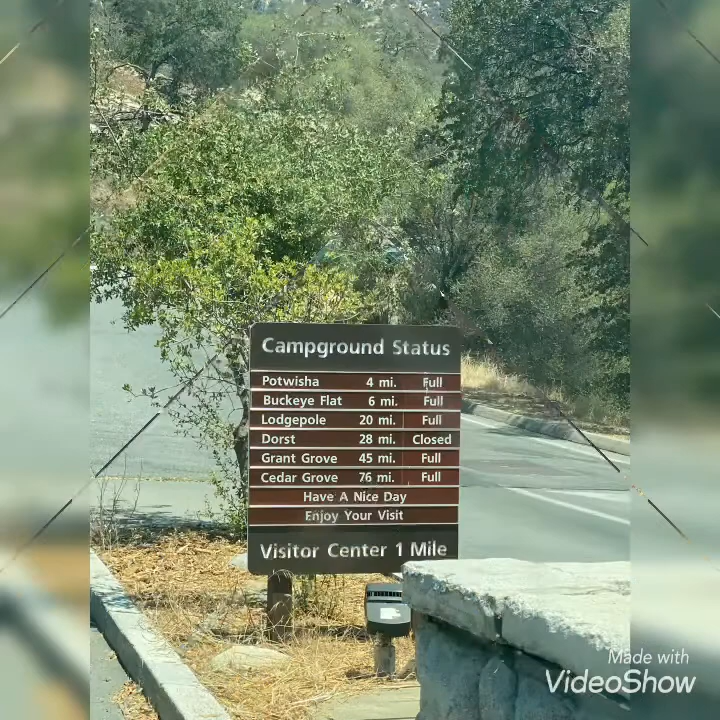 Campground Status
Potwisha 4 mi. Full
Buckeye Flat 6 mi. Full
Lodgepole 20 mi. Full
Dorst 28 mi. Closed
Grant Grove 45 mi. Full
Cedar Grove 76 mi. Full
Have A Nice Day
Enjoy Your Visit
Visitor Center 1 Mile
Made with
VideoShow